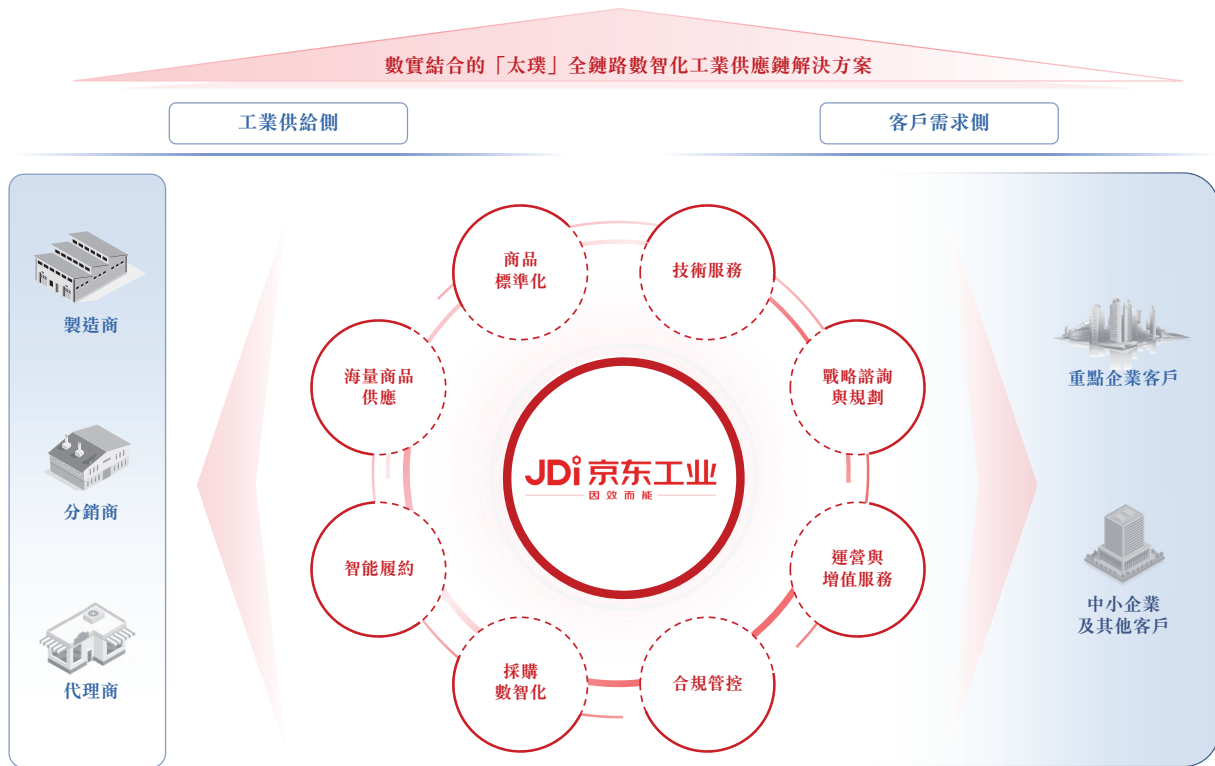 數實結合的「太璞」全鏈路數智化工業供應鏈解決方案
工業供給側
客戶需求側
製造商
分銷商
代理商
商品
標準化
技術服務
海量商品
供應
戰略諮詢
與規劃
JDi 京东工业
因效而能
智能履約
運營與
增值服務
採購
數智化
合規管控
重點企業客戶
中小企業
及其他客戶